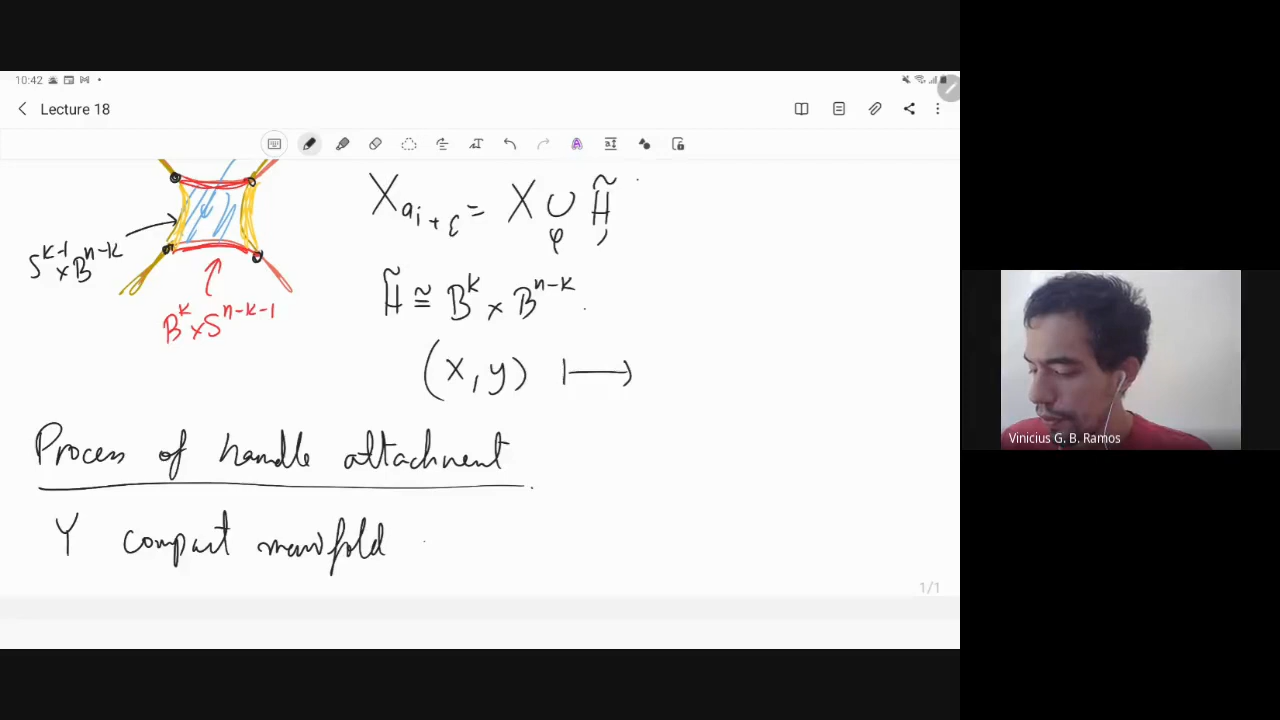 10:42
Lecture 18
X_{a_i+ε} = X ∪_φ H̃,
S^{k-1} × B^{n-k}
H̃ ≅ B^k × B^{n-k}.
B^k × S^{n-k-1}
(x, y) ⟼
Process of handle attachment
Y compact manifold
1/1
Vinicius G. B. Ramos